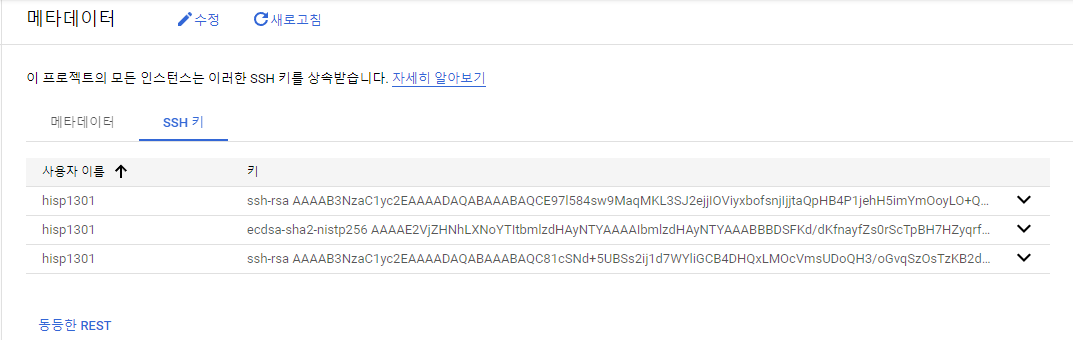 메타데이터 수정 새로고침
이 프로젝트의 모든 인스턴스는 이러한 SSH 키를 상속받습니다. 자세히 알아보기
메타데이터 SSH 키
사용자 이름 키
hisp1301 ssh-rsa AAAAB3NzaC1yc2EAAAADAQABAAABAQCE97l584sw9MaqMKL3SJ2ejjIOViyxbofsnjIjjtaQpHB4P1jehH5imYmOoyLO+Q...
hisp1301 ecdsa-sha2-nistp256 AAAAE2VjZHNhLXNoYTItbmlzdHAyNTYAAAAIbmlzdHAyNTYAAABBBDSFKd/dKfnayfZs0rScTpBH7HZyqrf...
hisp1301 ssh-rsa AAAAB3NzaC1yc2EAAAADAQABAAABAQC81cSNd+5UBSs2ij1d7WYliGCB4DHQxLMOcVmsUDoQH3/oGvqSzOsTzKB2d...
동등한 REST